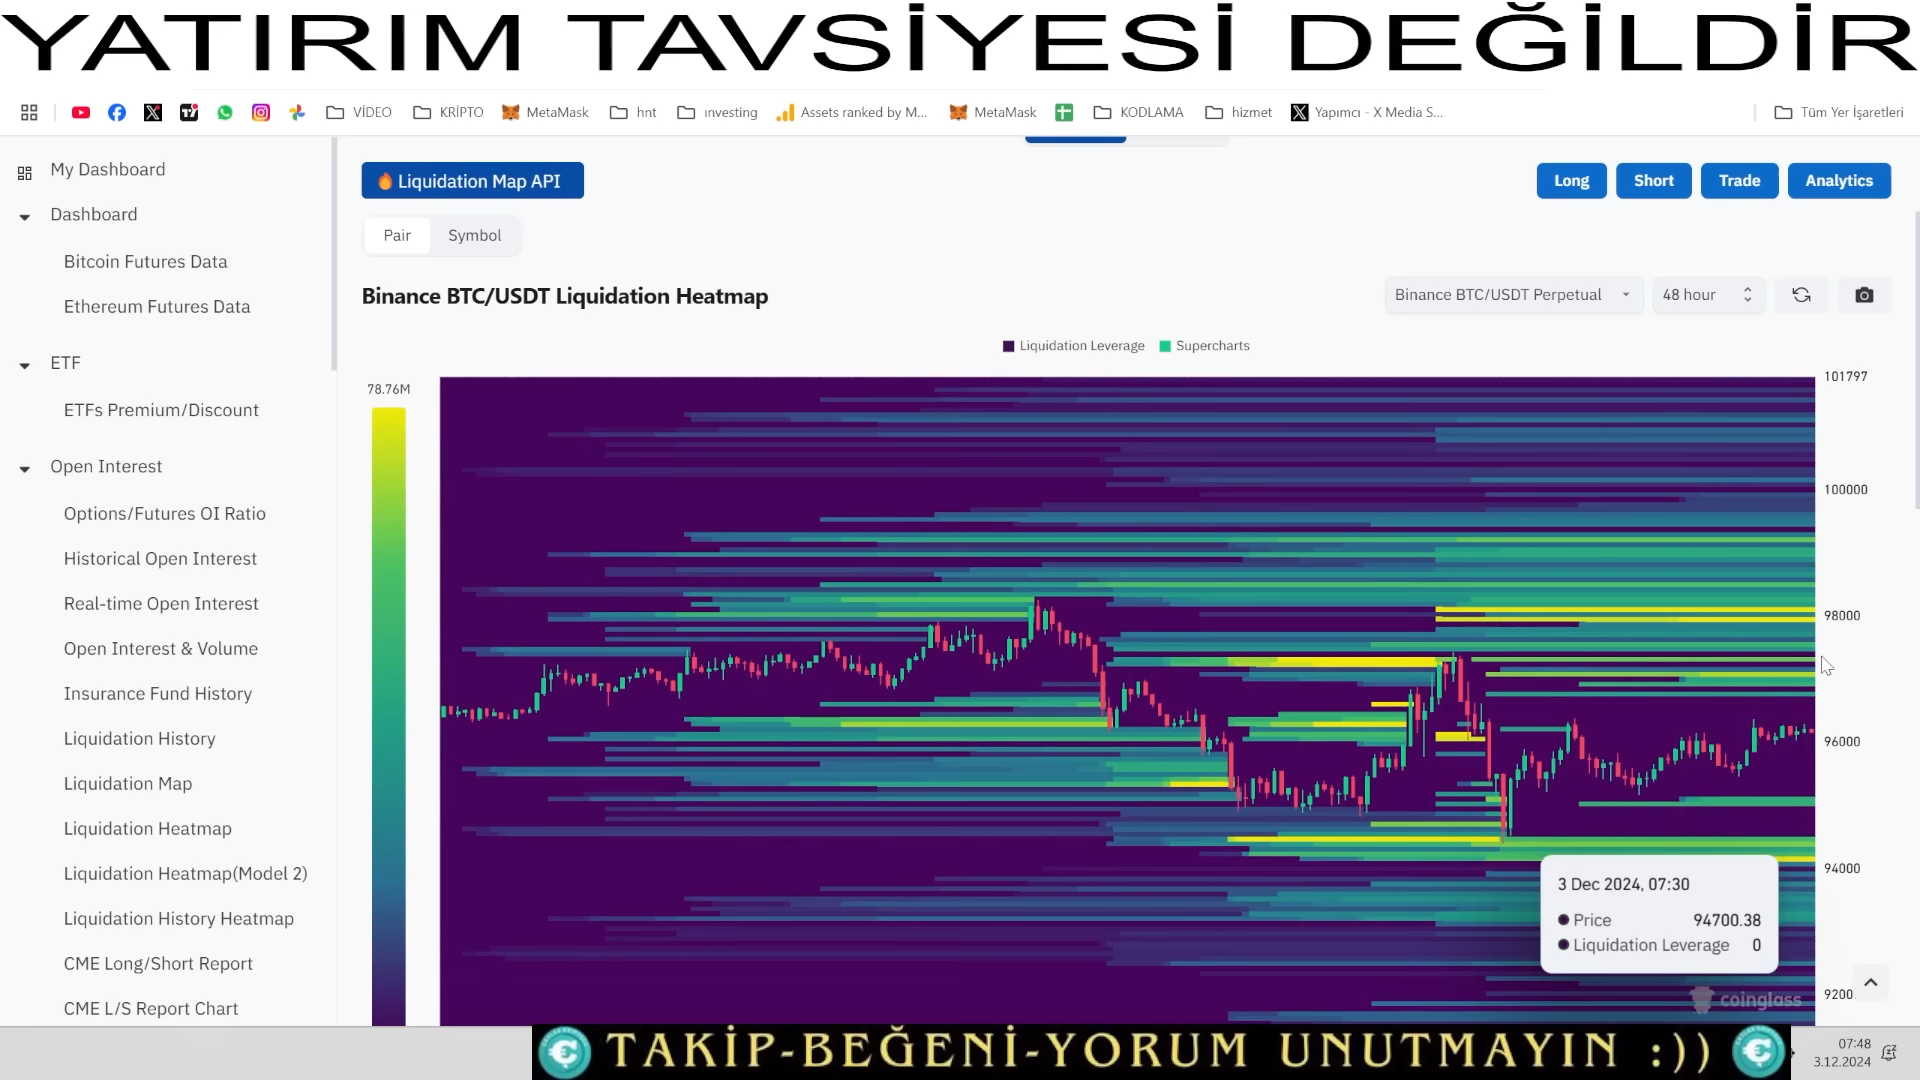 YATIRIM TAVSİYESİ DEĞİLDİR
VİDEO KRİPTO MetaMask hnt ınvesting Assets ranked by M... MetaMask KODLAMA hizmet Yapımcı - X Media S... Tüm Yer İşaretleri
My Dashboard
Dashboard
Bitcoin Futures Data
Ethereum Futures Data
ETF
ETFs Premium/Discount
Open Interest
Options/Futures OI Ratio
Historical Open Interest
Real-time Open Interest
Open Interest & Volume
Insurance Fund History
Liquidation History
Liquidation Map
Liquidation Heatmap
Liquidation Heatmap(Model 2)
Liquidation History Heatmap
CME Long/Short Report
CME L/S Report Chart
Liquidation Map API
Long Short Trade Analytics
Pair Symbol
Binance BTC/USDT Liquidation Heatmap
Binance BTC/USDT Perpetual 48 hour
Liquidation Leverage Supercharts
78.76M
101797
100000
98000
96000
94000
3 Dec 2024, 07:30
Price 94700.38
Liquidation Leverage 0
9200
coinglass
TAKİP-BEĞENİ-YORUM UNUTMAYIN :))
07:48
3.12.2024